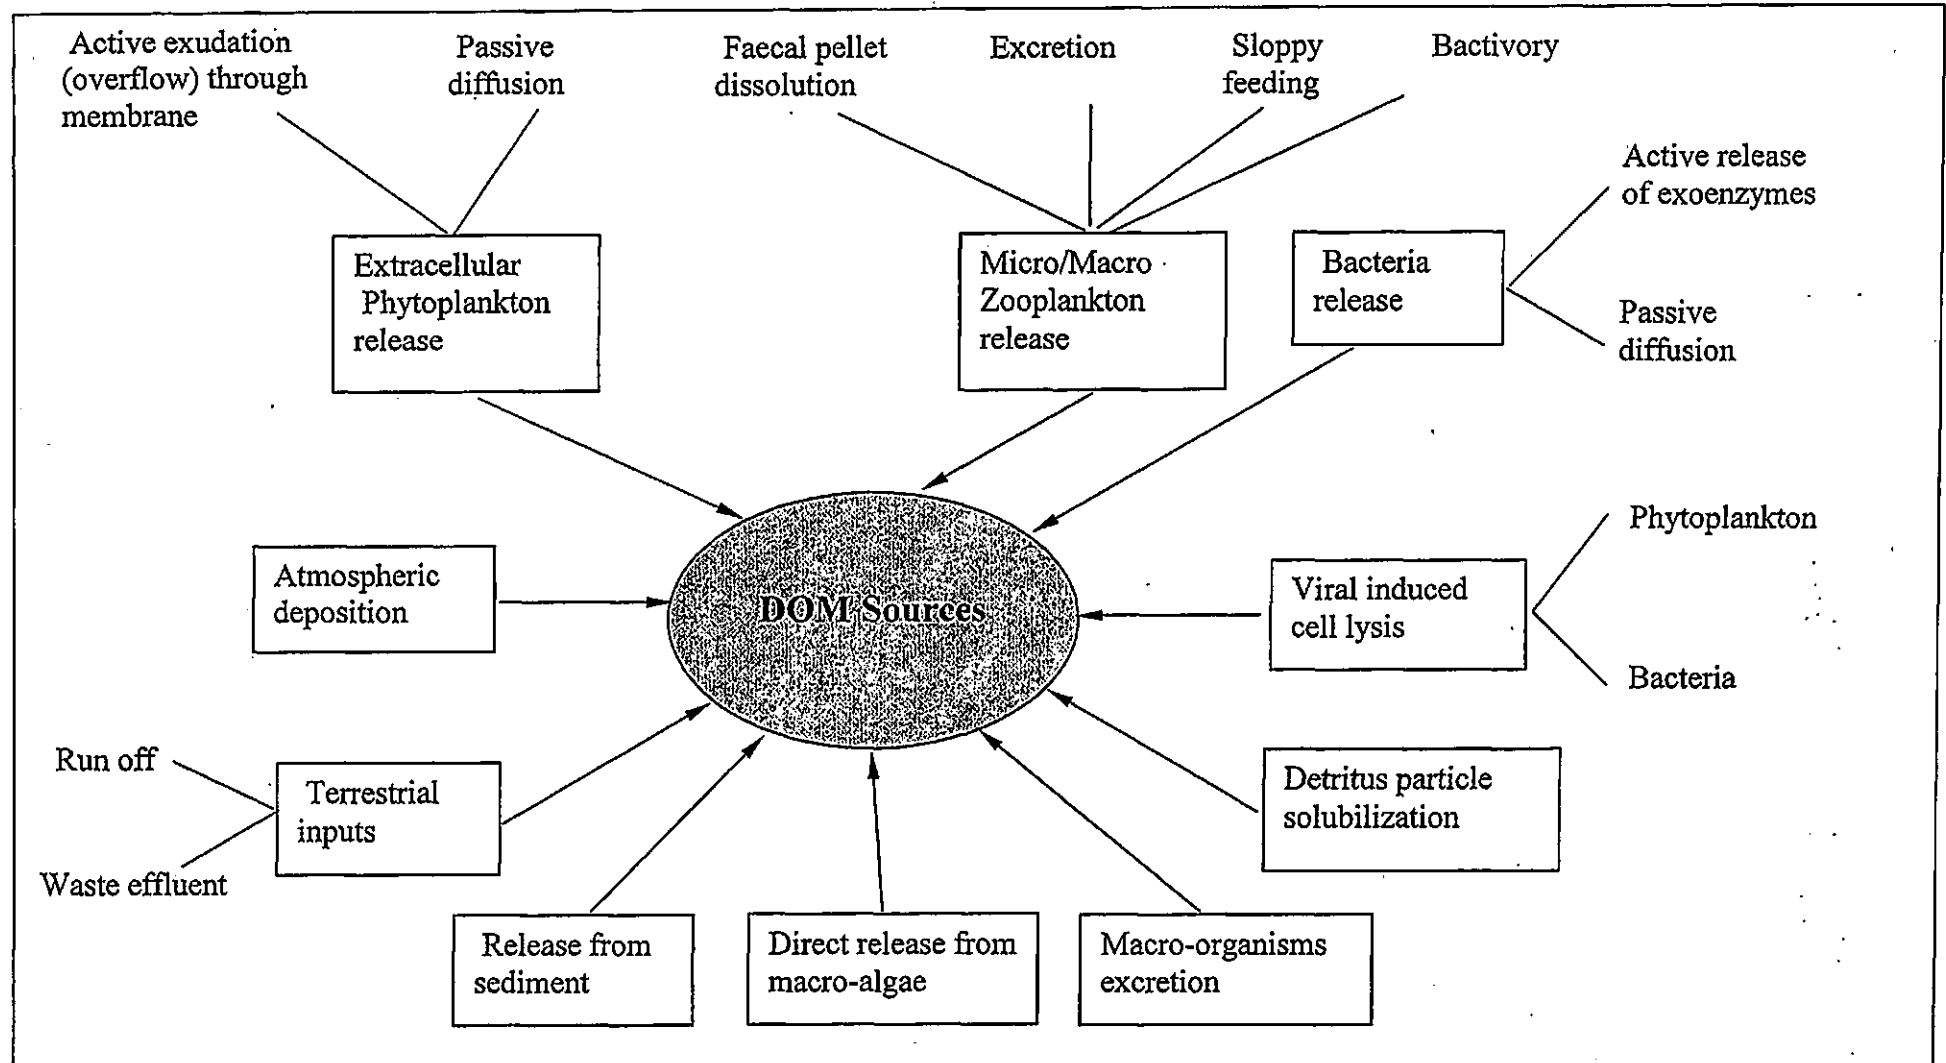 Active exudation
(overflow) through
membrane
Passive
diffusion
Faecal pellet
dissolution
Excretion
Sloppy
feeding
Bactivory
Active release
of exoenzymes
Passive
diffusion
Extracellular
Phytoplankton
release
Micro/Macro
Zooplankton
release
Bacteria
release
Atmospheric
deposition
DOM Sources
Viral induced
cell lysis
Phytoplankton
Bacteria
Run off
Waste effluent
Terrestrial
inputs
Detritus particle
solubilization
Release from
sediment
Direct release from
macro-algae
Macro-organisms
excretion